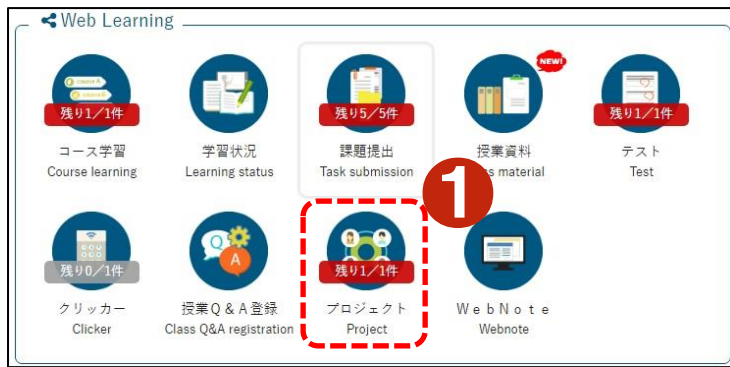 Web Learning
NEW!
course A
course B
残り1／1件
残り5／5件
残り1／1件
コース学習
学習状況
課題提出
授業資料
テスト
Course learning
Learning status
Task submission
material
Test
1
Q
A
残り0／1件
残り1／1件
クリッカー
授業Ｑ＆Ａ登録
プロジェクト
ＷｅｂＮｏｔｅ
Clicker
Class Q&A registration
Project
Webnote